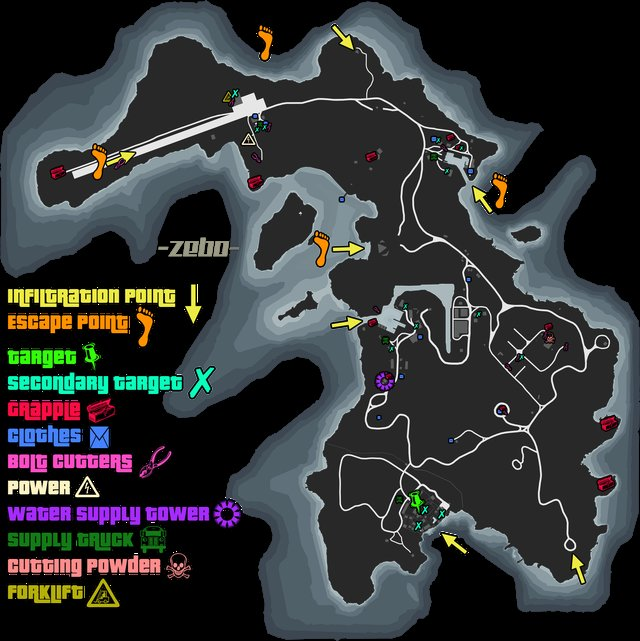 -zebo-
Infiltration point
Escape point
target
secondary target
Grapple
Clothes
Bolt cutters
Power
Water supply tower
Supply truck
Cutting powder
Forklift